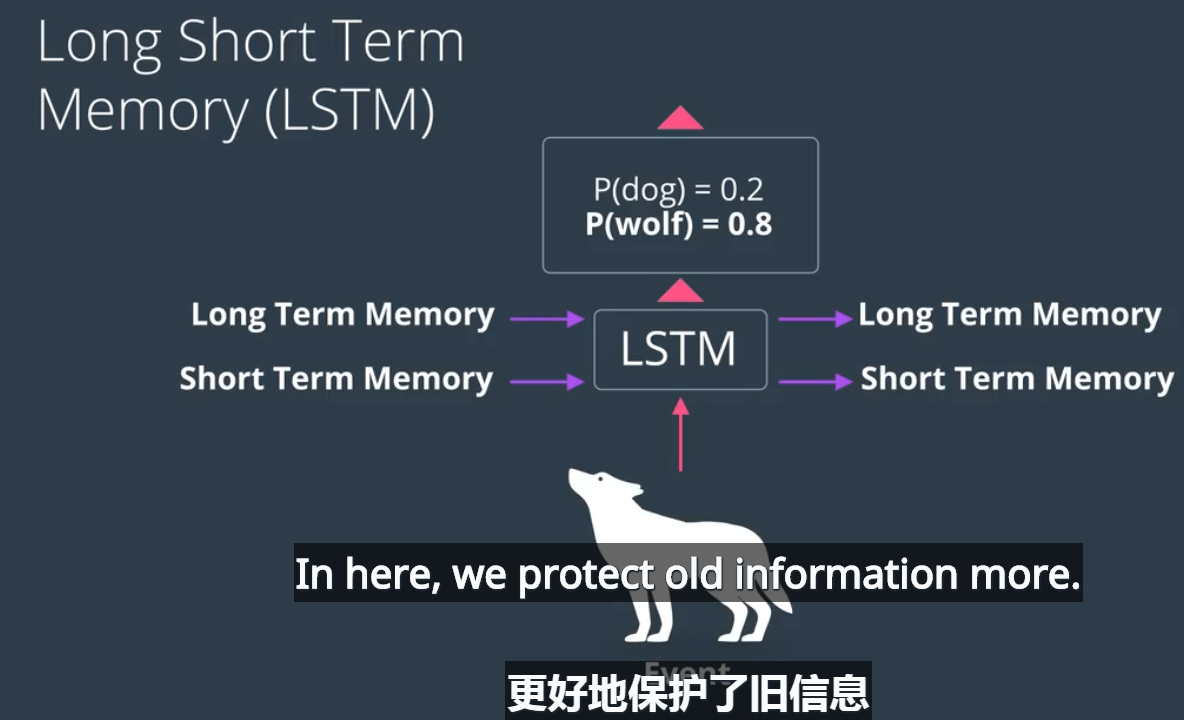 Long Short Term
Memory (LSTM)
P(dog) = 0.2
P(wolf) = 0.8
Long Term Memory
LSTM
Long Term Memory
Short Term Memory
Short Term Memory
In here, we protect old information more.
Event
更好地保护了旧信息